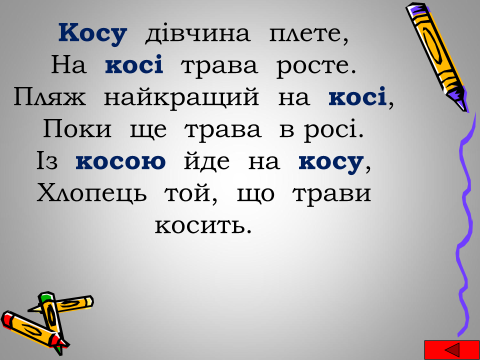 Косу дівчина плете,
На косі трава росте.
Пляж найкращий на косі,
Поки ще трава в росі.
Із косою йде на косу,
Хлопець той, що трави
косить.